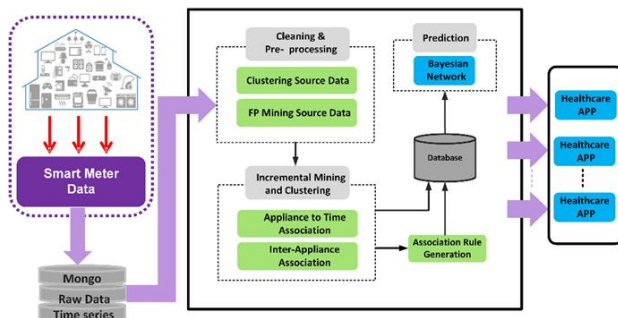 Smart Meter
Data
Mongo
Raw Data
Time series
Cleaning &
Pre- processing
Clustering Source Data
FP Mining Source Data
Incremental Mining
and Clustering
Appliance to Time
Association
Inter-Appliance
Association
Prediction
Bayesian
Network
Database
Association Rule
Generation
Healthcare
APP
Healthcare
APP
Healthcare
APP